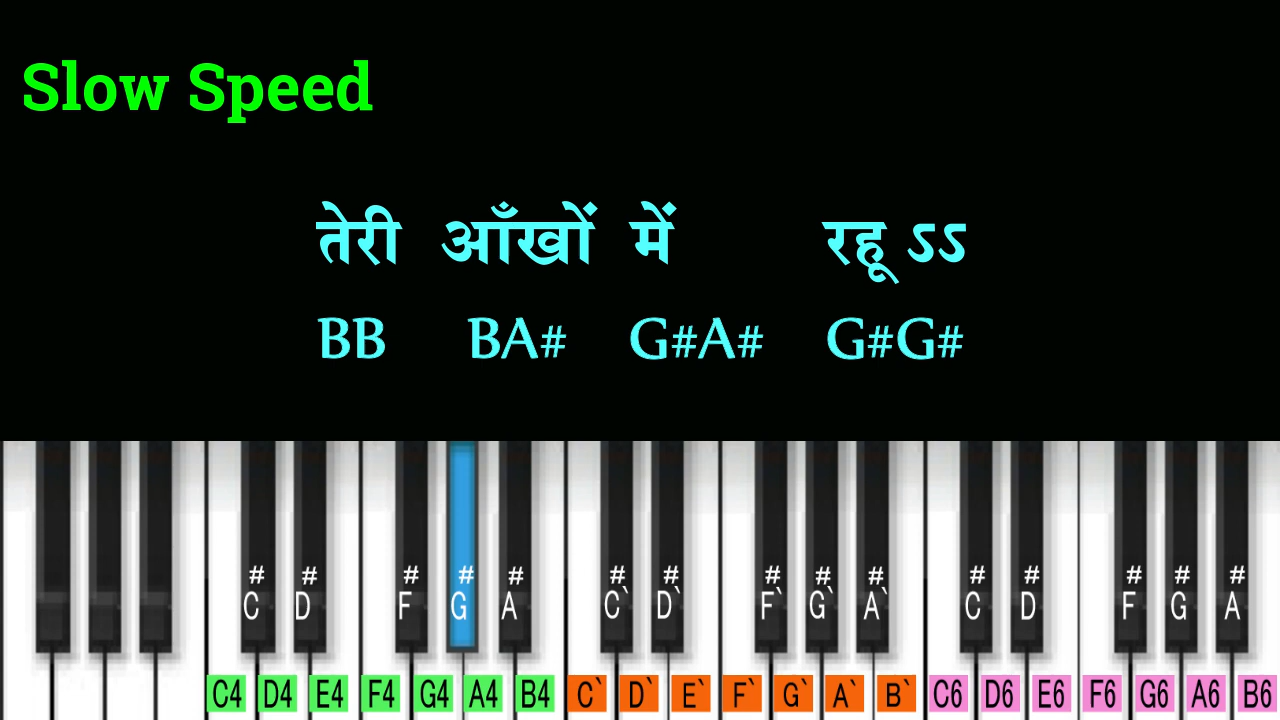 Slow Speed
तेरी आँखों में रहू ऽऽ
BB BA# G#A# G#G#
# # # # # # # # # # # # # # #
C D F G A C` D` F` G` A` C D F G A
C4 D4 E4 F4 G4 A4 B4 C` D` E` F` G` A` B` C6 D6 E6 F6 G6 A6 B6